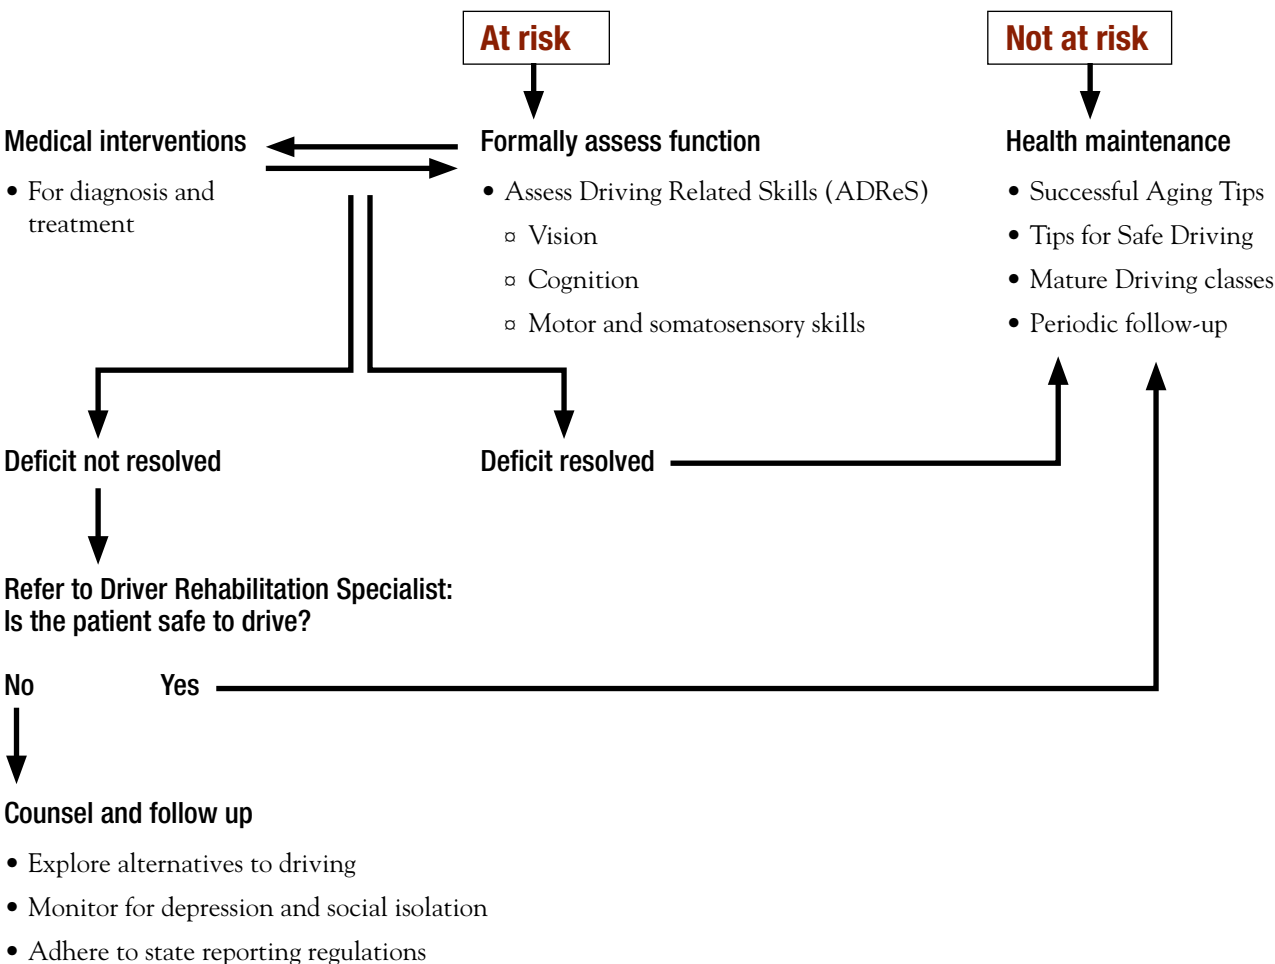 At risk
Not at risk
Medical interventions
• For diagnosis and
treatment
Formally assess function
• Assess Driving Related Skills (ADReS)
¤ Vision
¤ Cognition
¤ Motor and somatosensory skills
Health maintenance
• Successful Aging Tips
• Tips for Safe Driving
• Mature Driving classes
• Periodic follow-up
Deficit not resolved
Deficit resolved
Refer to Driver Rehabilitation Specialist:
Is the patient safe to drive?
No
Yes
Counsel and follow up
• Explore alternatives to driving
• Monitor for depression and social isolation
• Adhere to state reporting regulations